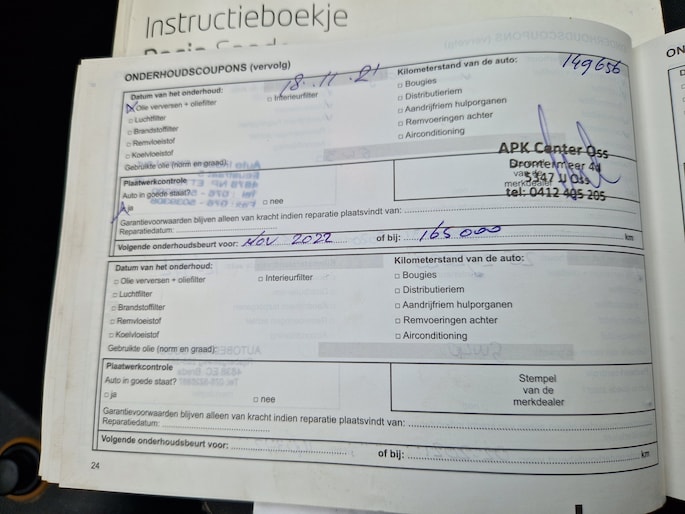 Instructieboekje
ONDERHOUDSCOUPONS (vervolg)
Datum van het onderhoud: 18.11.21
Kilometerstand van de auto: 149656
Olie verversen + oliefilter
Interieurfilter
Luchtfilter
Brandstoffilter
Remvloeistof
Koelvloeistof
Bougies
Distributieriem
Aandrijfriem hulporganen
Remvoeringen achter
Airconditioning
Gebruikte olie (norm en graad):
Plaatwerkcontrole
Auto in goede staat?
ja
nee
APK Center Oss
5347 JJ Oss
tel: 0412 405 205
van de
merkdealer
Garantievoorwaarden blijven alleen van kracht indien reparatie plaatsvindt van:
Reparatiedatum:
Volgende onderhoudsbeurt voor: NOV 2022 of bij: 165000 km
Datum van het onderhoud:
Kilometerstand van de auto:
Olie verversen + oliefilter
Interieurfilter
Luchtfilter
Brandstoffilter
Remvloeistof
Koelvloeistof
Bougies
Distributieriem
Aandrijfriem hulporganen
Remvoeringen achter
Airconditioning
Gebruikte olie (norm en graad):
Plaatwerkcontrole
Auto in goede staat?
ja
nee
Stempel
van de
merkdealer
Garantievoorwaarden blijven alleen van kracht indien reparatie plaatsvindt van:
Reparatiedatum:
Volgende onderhoudsbeurt voor: of bij: km
24